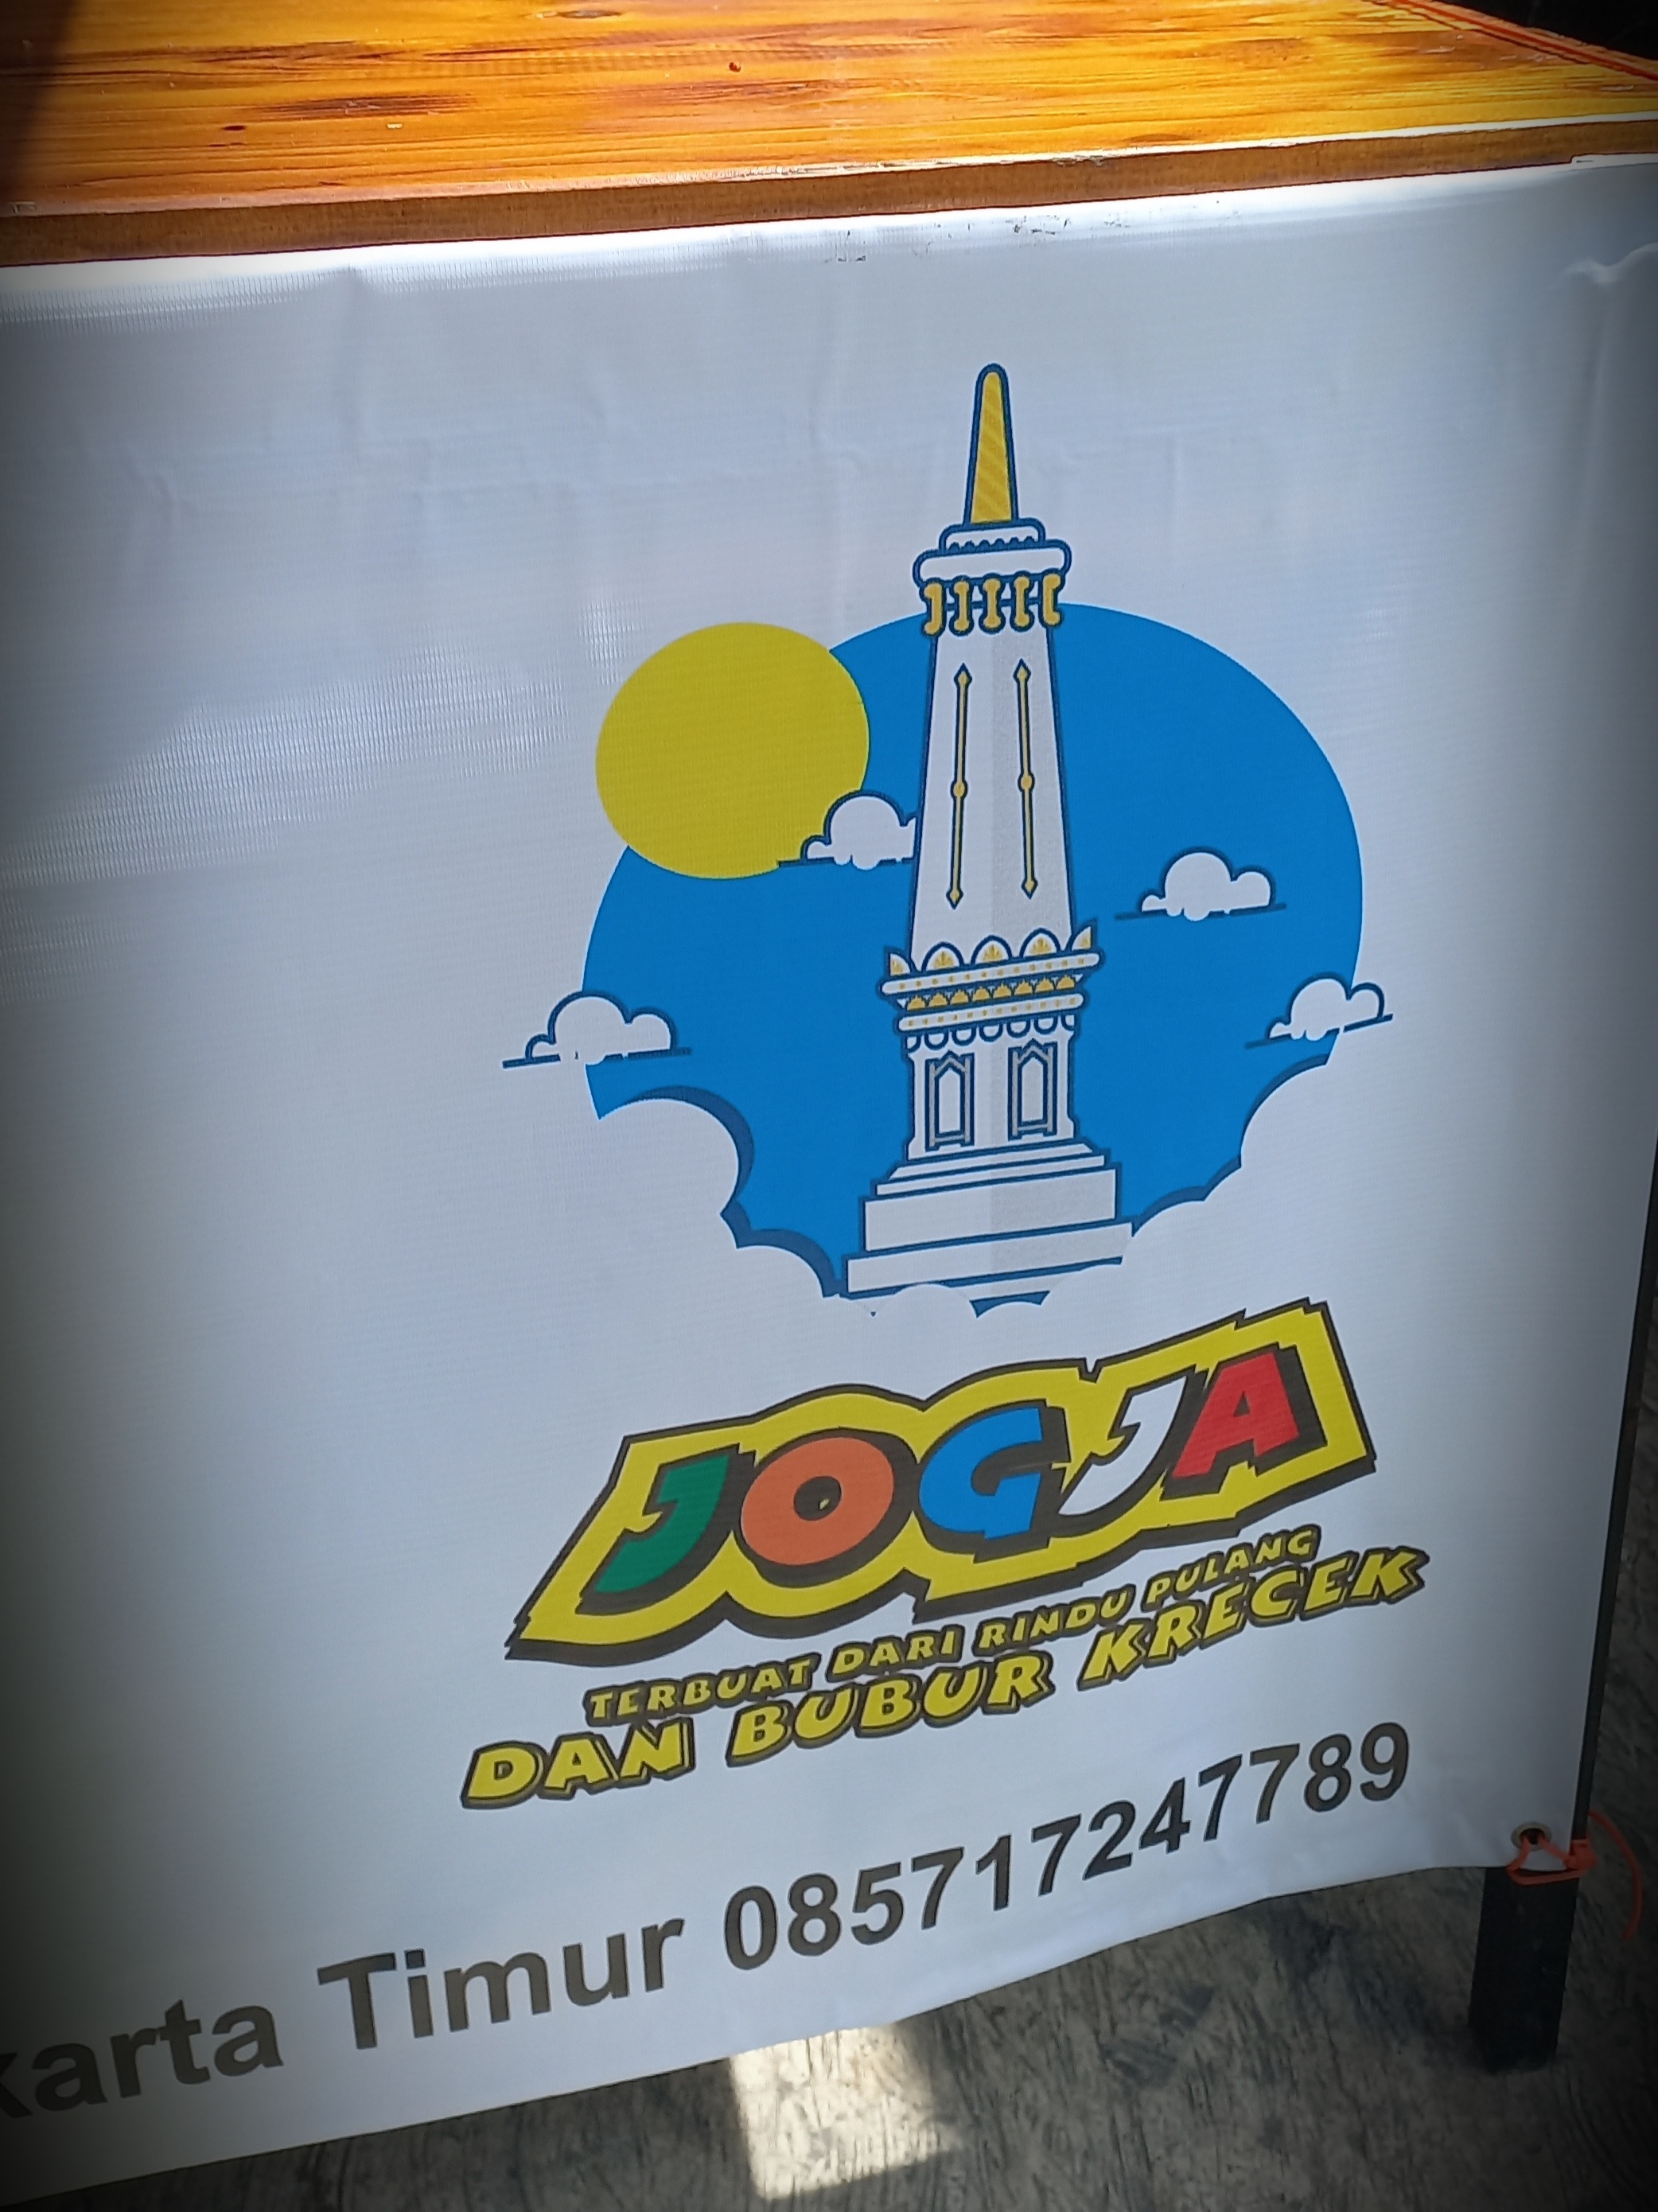 JOGJA
TERBUAT DARI RINDU PULANG
DAN BUBUR KRECEK
karta Timur 085717247789